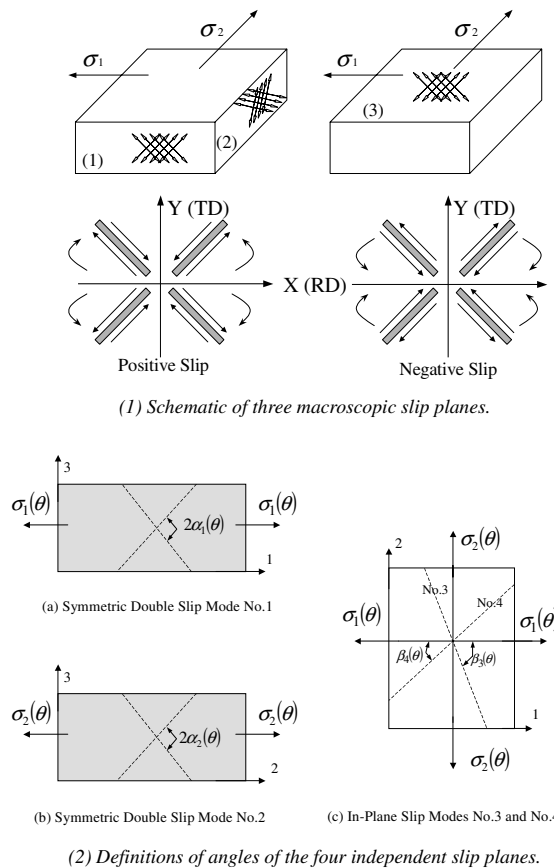 σ₁
σ₂
(1)
(2)
σ₁
σ₂
(3)
Y (TD)
Y (TD)
X (RD)
Positive Slip
Negative Slip
(1) Schematic of three macroscopic slip planes.
3
σ₁(θ)
σ₁(θ)
2α₁(θ)
1
(a) Symmetric Double Slip Mode No.1
3
σ₂(θ)
σ₂(θ)
2α₂(θ)
2
(b) Symmetric Double Slip Mode No.2
2
σ₂(θ)
No.3
No.4
σ₁(θ)
σ₁(θ)
β₄(θ)
β₃(θ)
1
σ₂(θ)
(c) In-Plane Slip Modes No.3 and No.4
(2) Definitions of angles of the four independent slip planes.